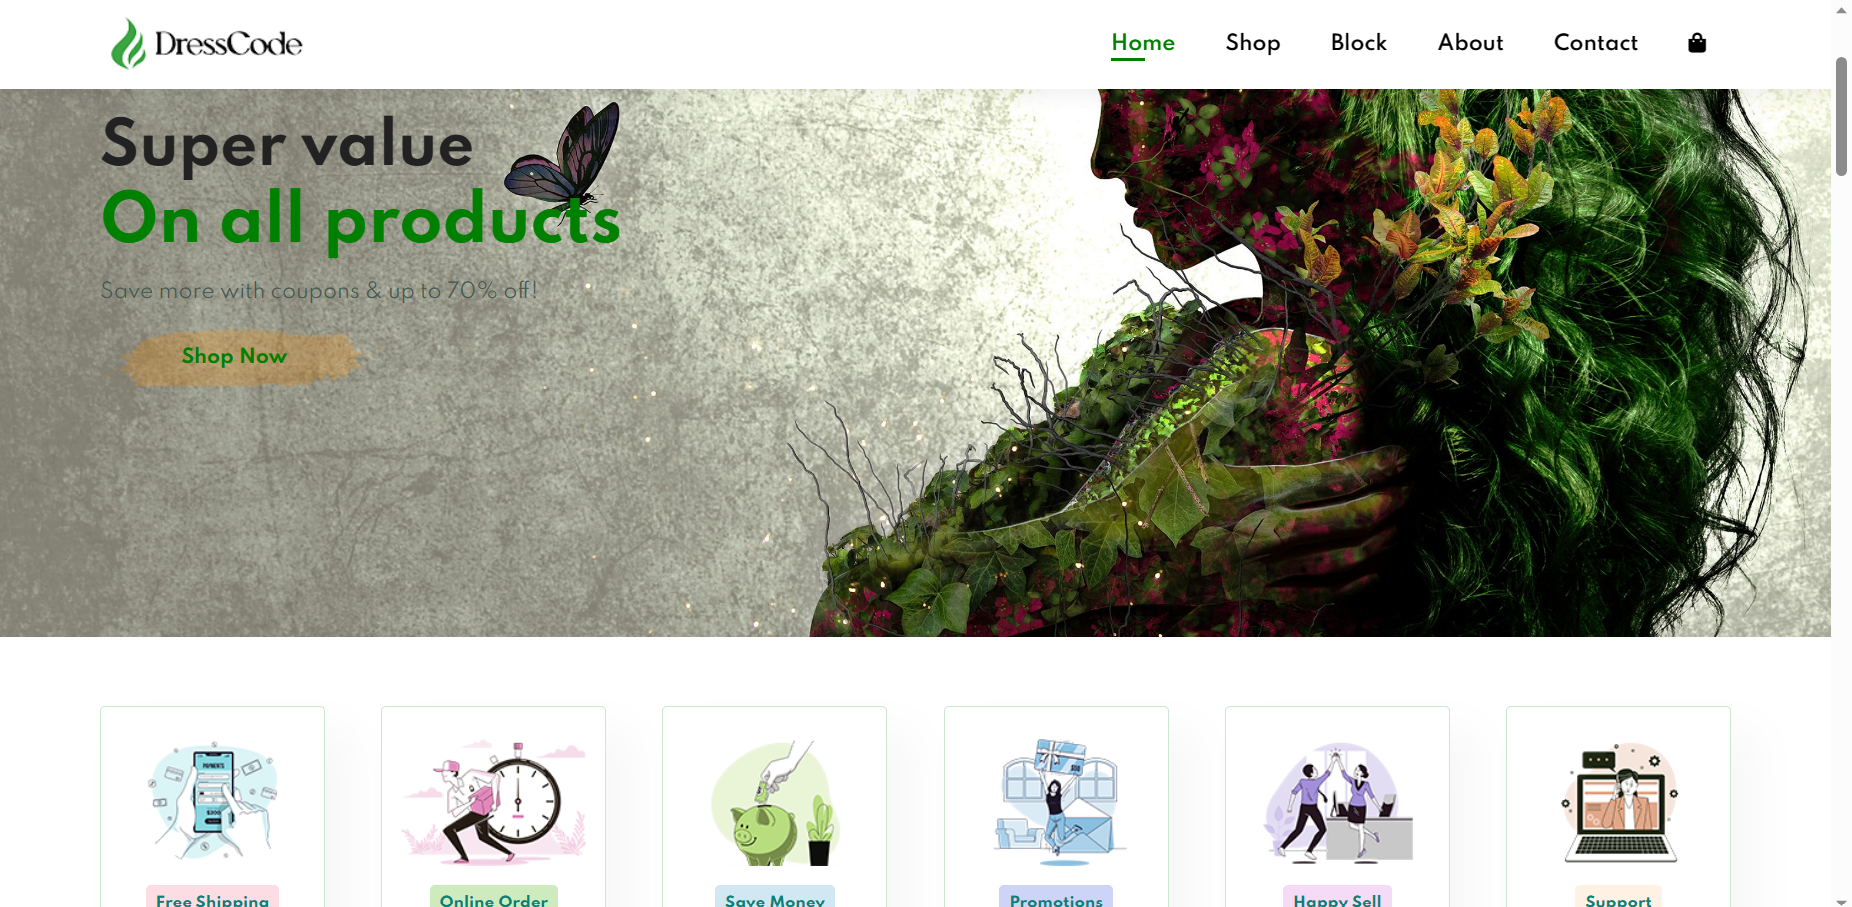 DressCode
Home Shop Block About Contact
Super value
On all products
Save more with coupons & up to 70% off!
Shop Now
PAYMENTS
Free Shipping
Online Order
Save Money
Promotions
Happy Sell
Support